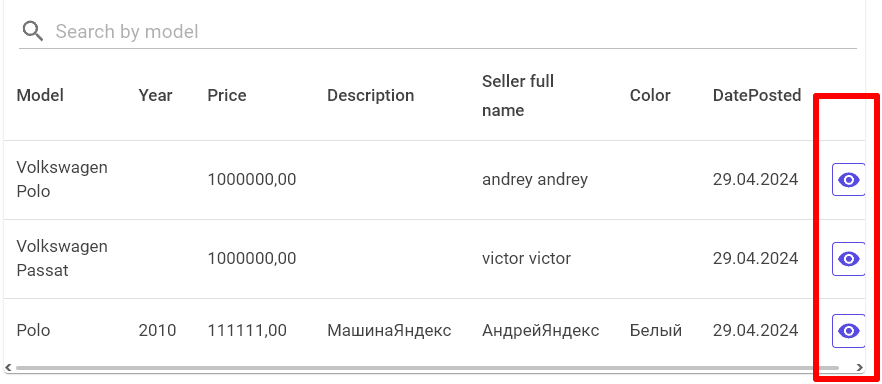 Search by model
Model Year Price Description Seller full name Color DatePosted
Volkswagen Polo 1000000,00 andrey andrey 29.04.2024
Volkswagen Passat 1000000,00 victor victor 29.04.2024
Polo 2010 111111,00 МашинаЯндекс АндрейЯндекс Белый 29.04.2024